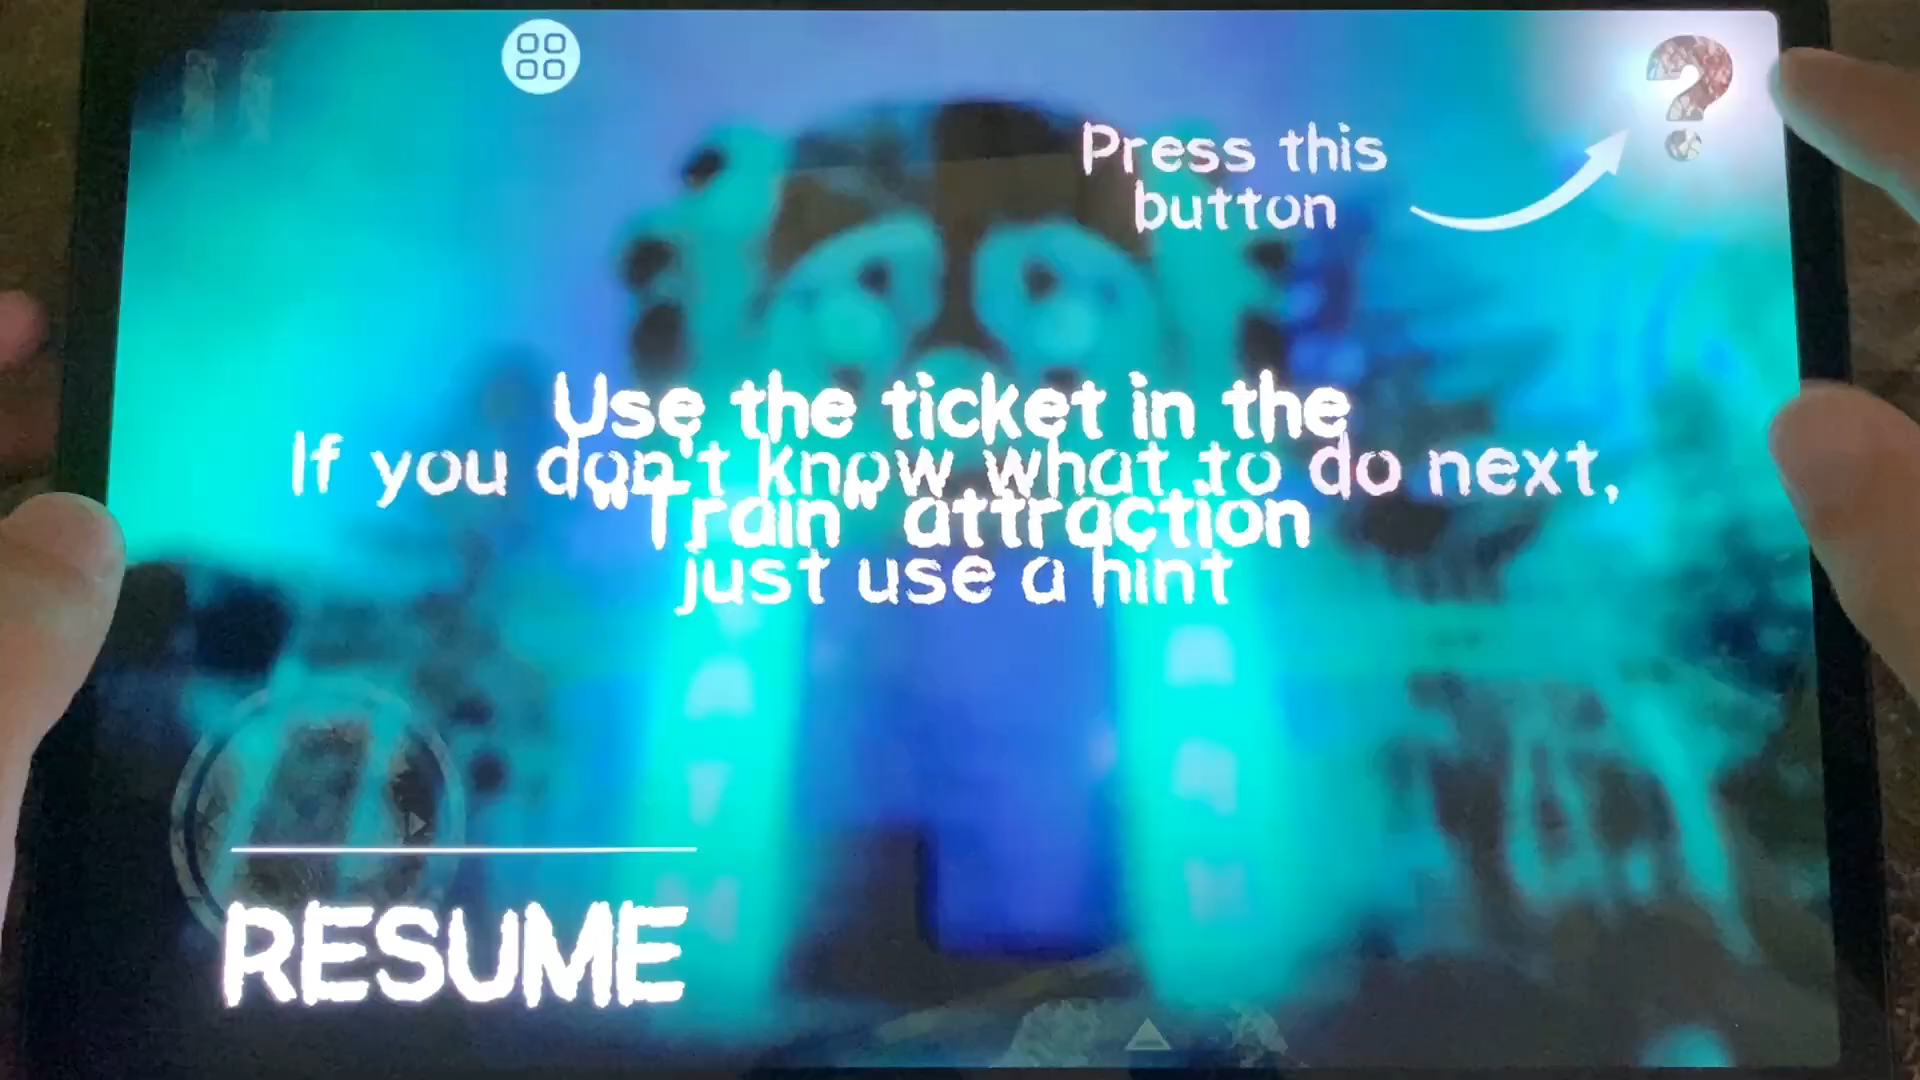 Press this
button
Use the ticket in the
If you don't know what to do next,
"Train" attraction
just use a hint
RESUME